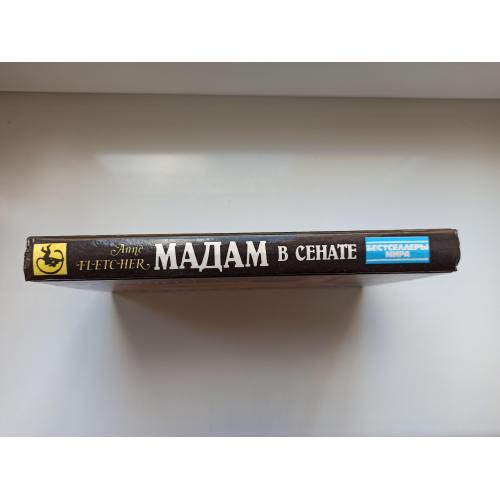 Anne
FLETCHER
МАДАМ В СЕНАТЕ
БЕСТСЕЛЛЕРЫ
МИРА